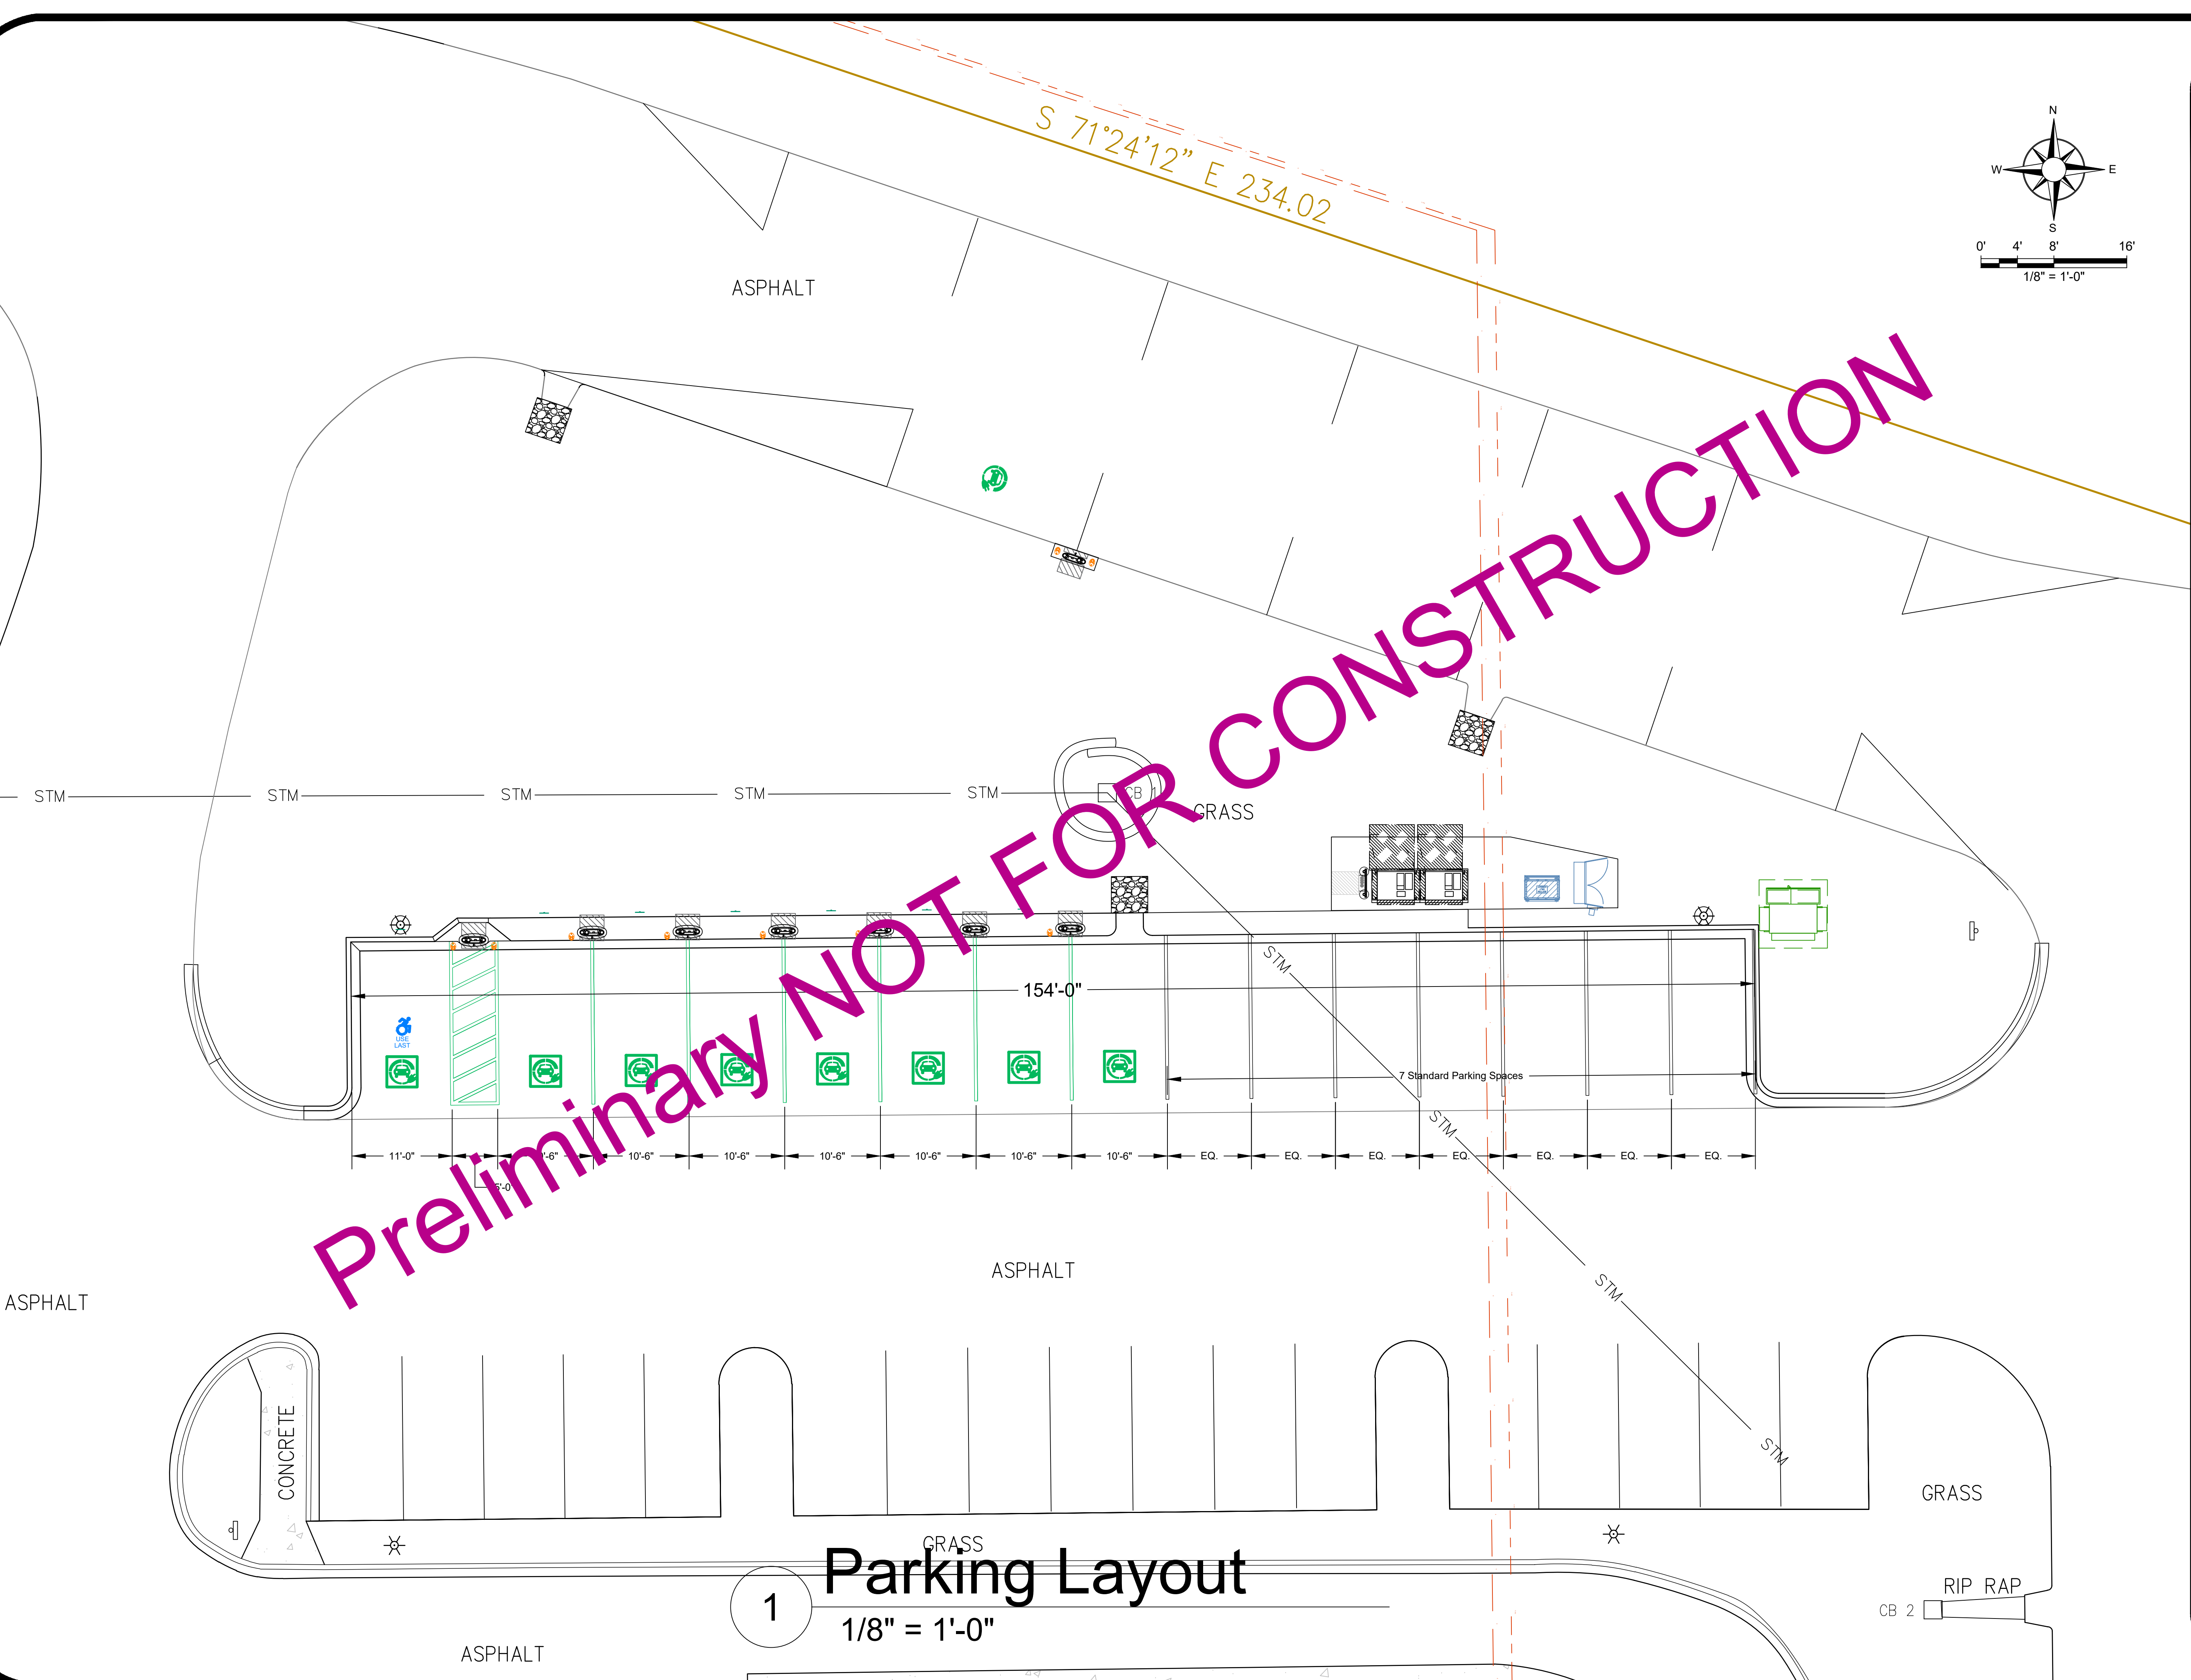 S 71°24'12" E 234.02
N
W
E
S
0' 4' 8' 16'
1/8" = 1'-0"
ASPHALT
Preliminary NOT FOR CONSTRUCTION
STM
STM
STM
STM
STM
CB 1
GRASS
STM
154'-0"
USE
LAST
7 Standard Parking Spaces
STM
11'-0" 10'-6" 10'-6" 10'-6" 10'-6" 10'-6" 10'-6" EQ. EQ. EQ. EQ. EQ. EQ. EQ.
ASPHALT
ASPHALT
STM
CONCRETE
STM
GRASS
GRASS
1
Parking Layout
1/8" = 1'-0"
RIP RAP
CB 2
ASPHALT